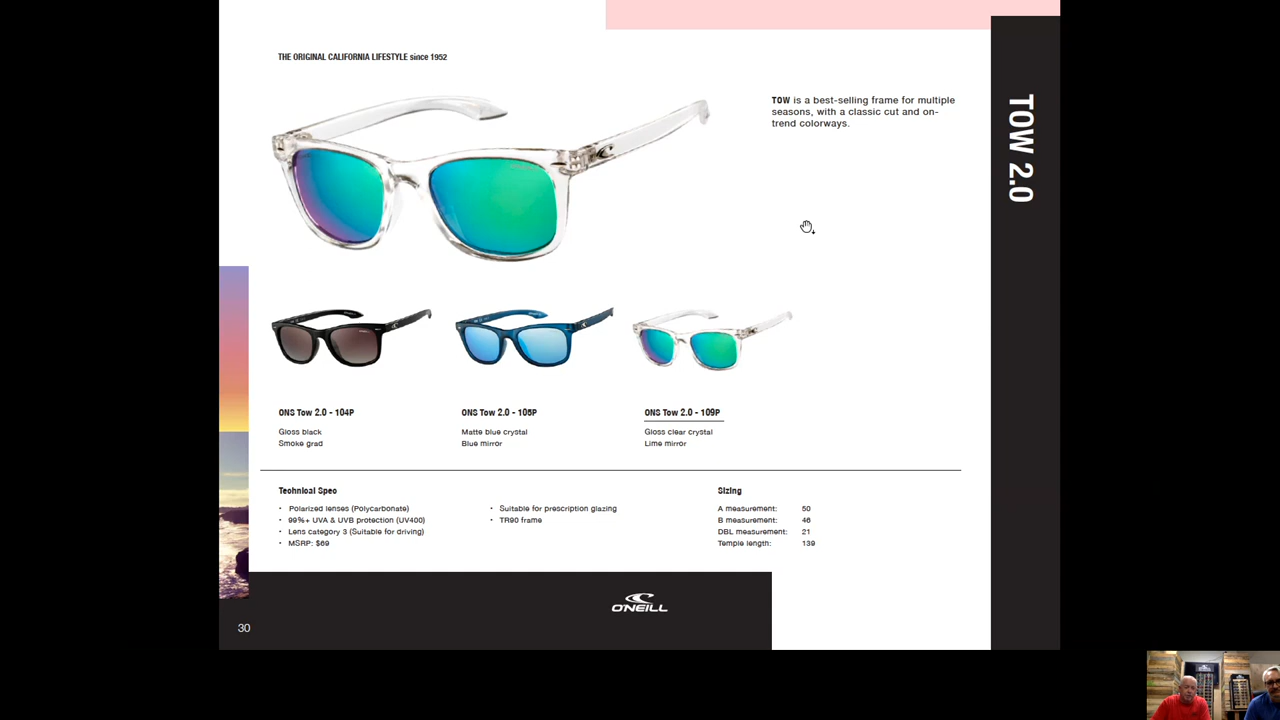 THE ORIGINAL CALIFORNIA LIFESTYLE since 1952
TOW is a best-selling frame for multiple
seasons, with a classic cut and on-
trend colorways.
TOW 2.0
ONS Tow 2.0 - 104P
Gloss black
Smoke grad
ONS Tow 2.0 - 106P
Matte blue crystal
Blue mirror
ONS Tow 2.0 - 109P
Gloss clear crystal
Lime mirror
Technical Spec
• Polarized lenses (Polycarbonate)
• 99%+ UVA & UVB protection (UV400)
• Lens category 3 (Suitable for driving)
• MSRP: $69
• Suitable for prescription glazing
• TR90 frame
Sizing
A measurement: 50
B measurement: 46
DBL measurement: 21
Temple length: 139
O'NEILL
30